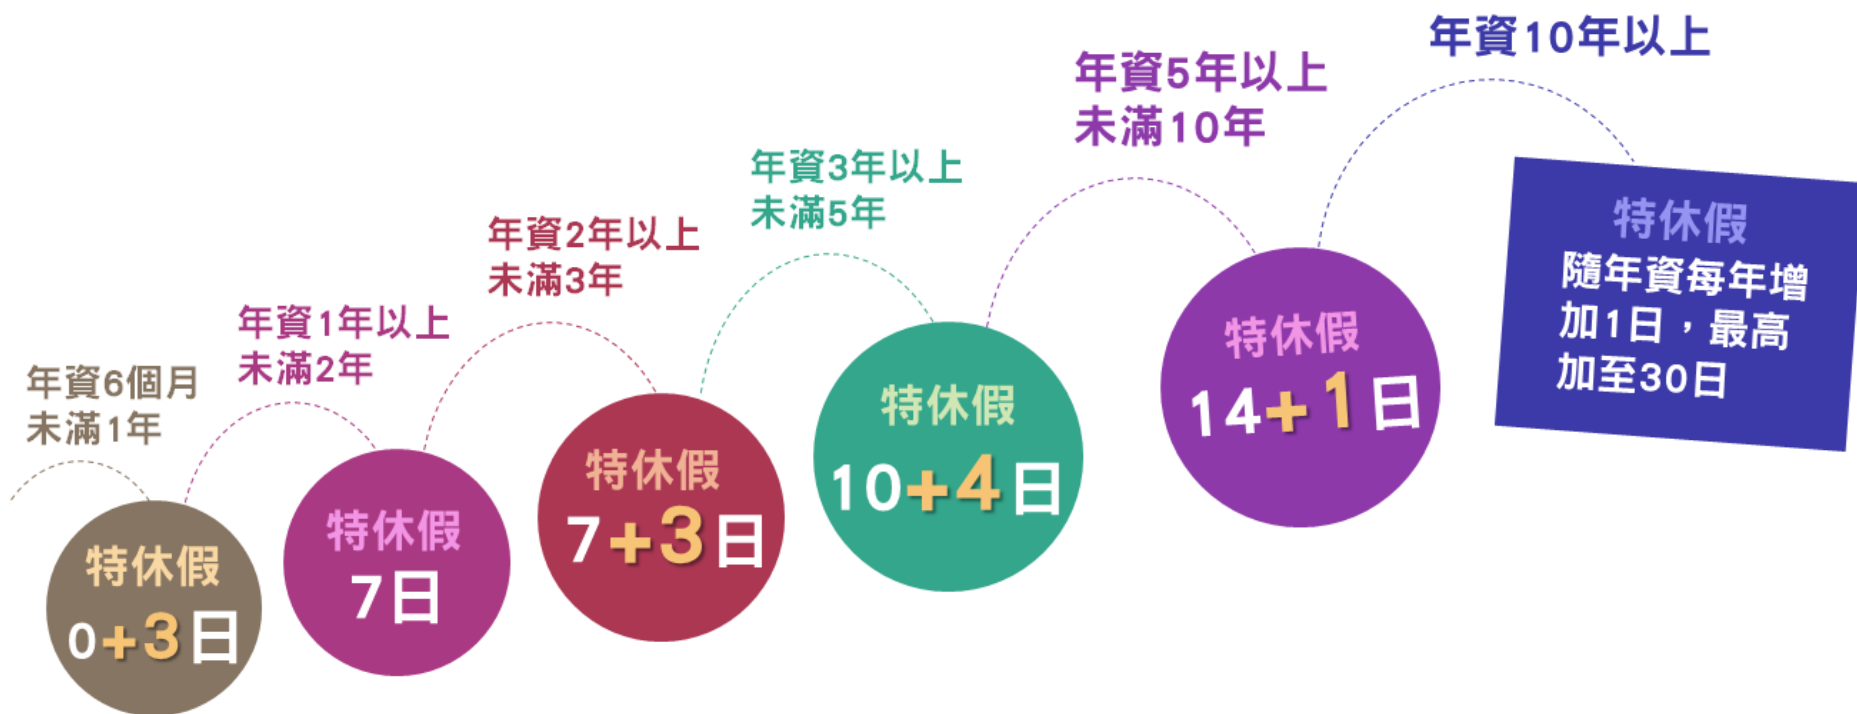 年資6個月
未滿1年
特休假
0+3日
年資1年以上
未滿2年
特休假
7日
年資2年以上
未滿3年
特休假
7+3日
年資3年以上
未滿5年
特休假
10+4日
年資5年以上
未滿10年
特休假
14+1日
年資10年以上
特休假
隨年資每年增
加1日，最高
加至30日